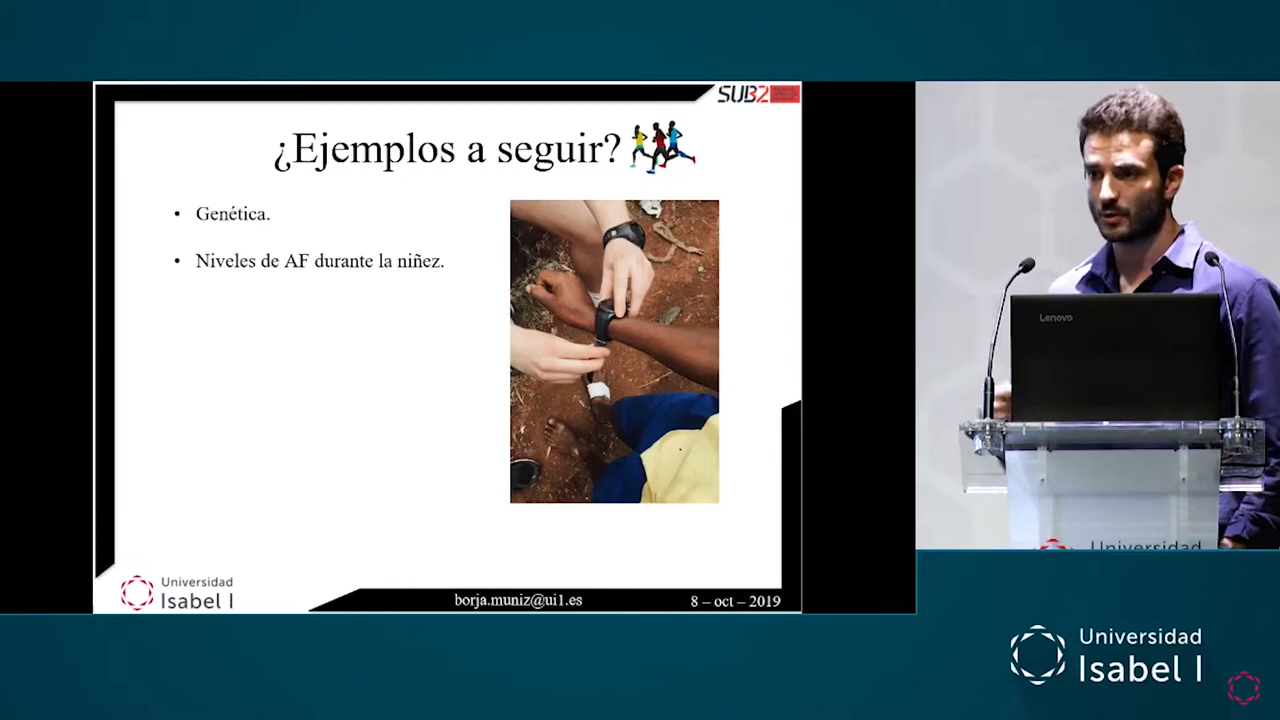 SUB2
¿Ejemplos a seguir?
• Genética.
• Niveles de AF durante la niñez.
Universidad
Isabel I
borja.muniz@ui1.es
8 – oct – 2019
Lenovo
Universidad
Universidad
Isabel I